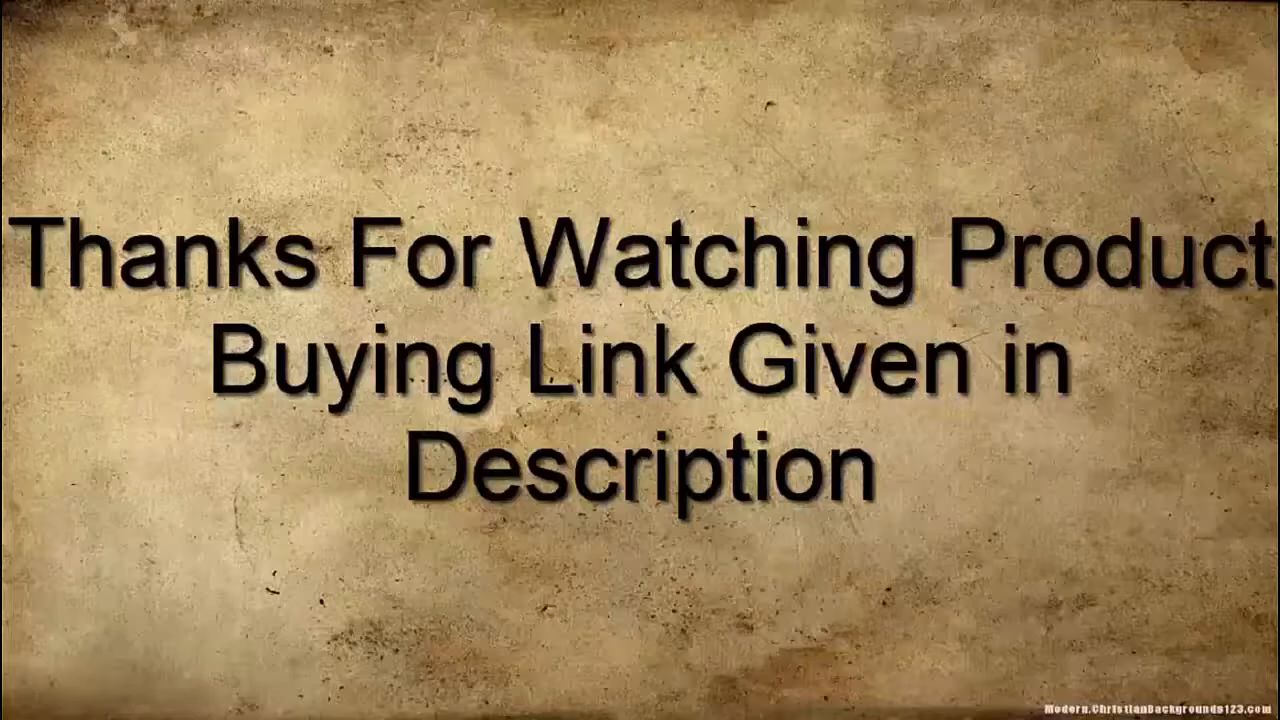 Thanks For Watching Product
Buying Link Given in
Description
Modern.ChristianBackgrounds123.com